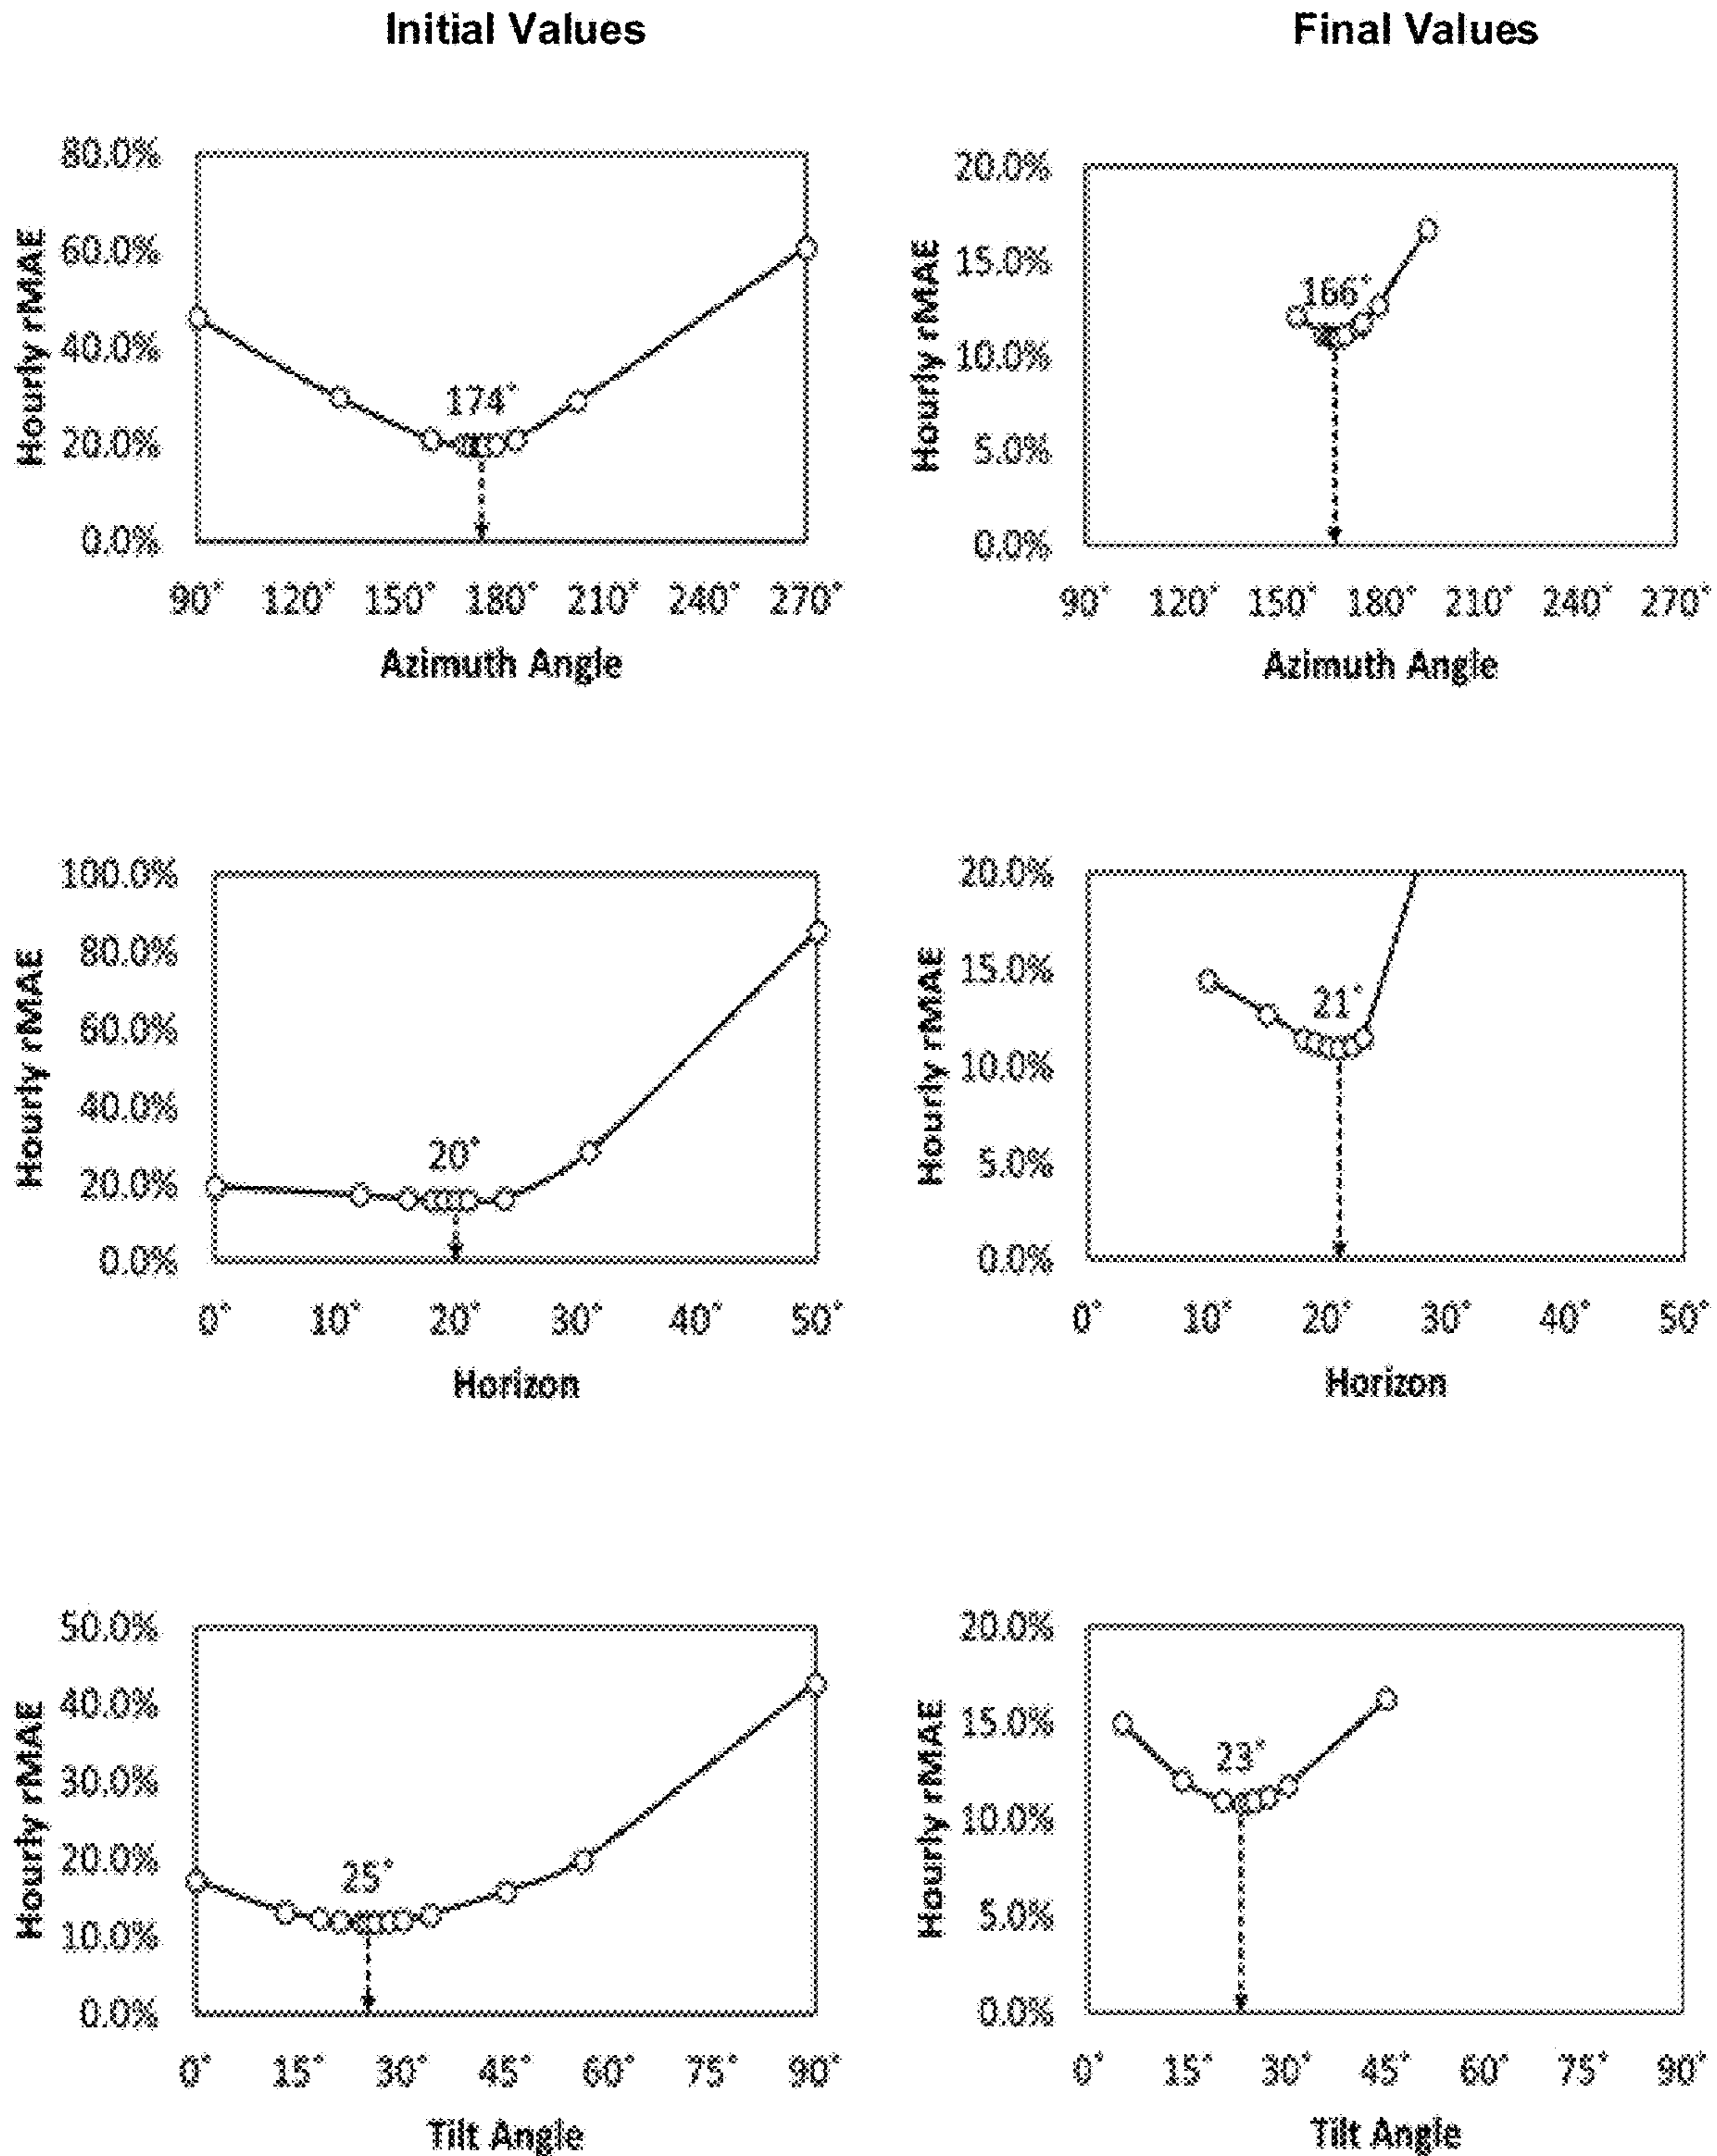 Initial Values
Final Values
80.0%
60.0%
40.0%
20.0%
0.0%
Hourly rMAE
174°
90° 120° 150° 180° 210° 240° 270°
Azimuth Angle
20.0%
15.0%
10.0%
5.0%
0.0%
Hourly rMAE
166°
90° 120° 150° 180° 210° 240° 270°
Azimuth Angle
100.0%
80.0%
60.0%
40.0%
20.0%
0.0%
Hourly rMAE
20°
0° 10° 20° 30° 40° 50°
Horizon
20.0%
15.0%
10.0%
5.0%
0.0%
Hourly rMAE
21°
0° 10° 20° 30° 40° 50°
Horizon
50.0%
40.0%
30.0%
20.0%
10.0%
0.0%
Hourly rMAE
25°
0° 15° 30° 45° 60° 75° 90°
Tilt Angle
20.0%
15.0%
10.0%
5.0%
0.0%
Hourly rMAE
23°
0° 15° 30° 45° 60° 75° 90°
Tilt Angle